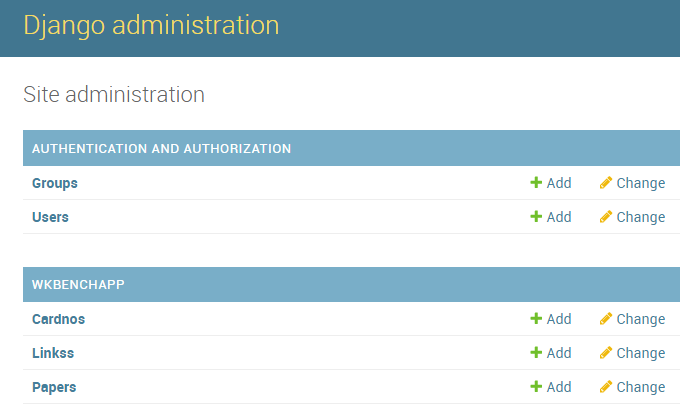 Django administration
Site administration
AUTHENTICATION AND AUTHORIZATION
Groups Add Change
Users Add Change
WKBENCHAPP
Cardnos Add Change
Linkss Add Change
Papers Add Change